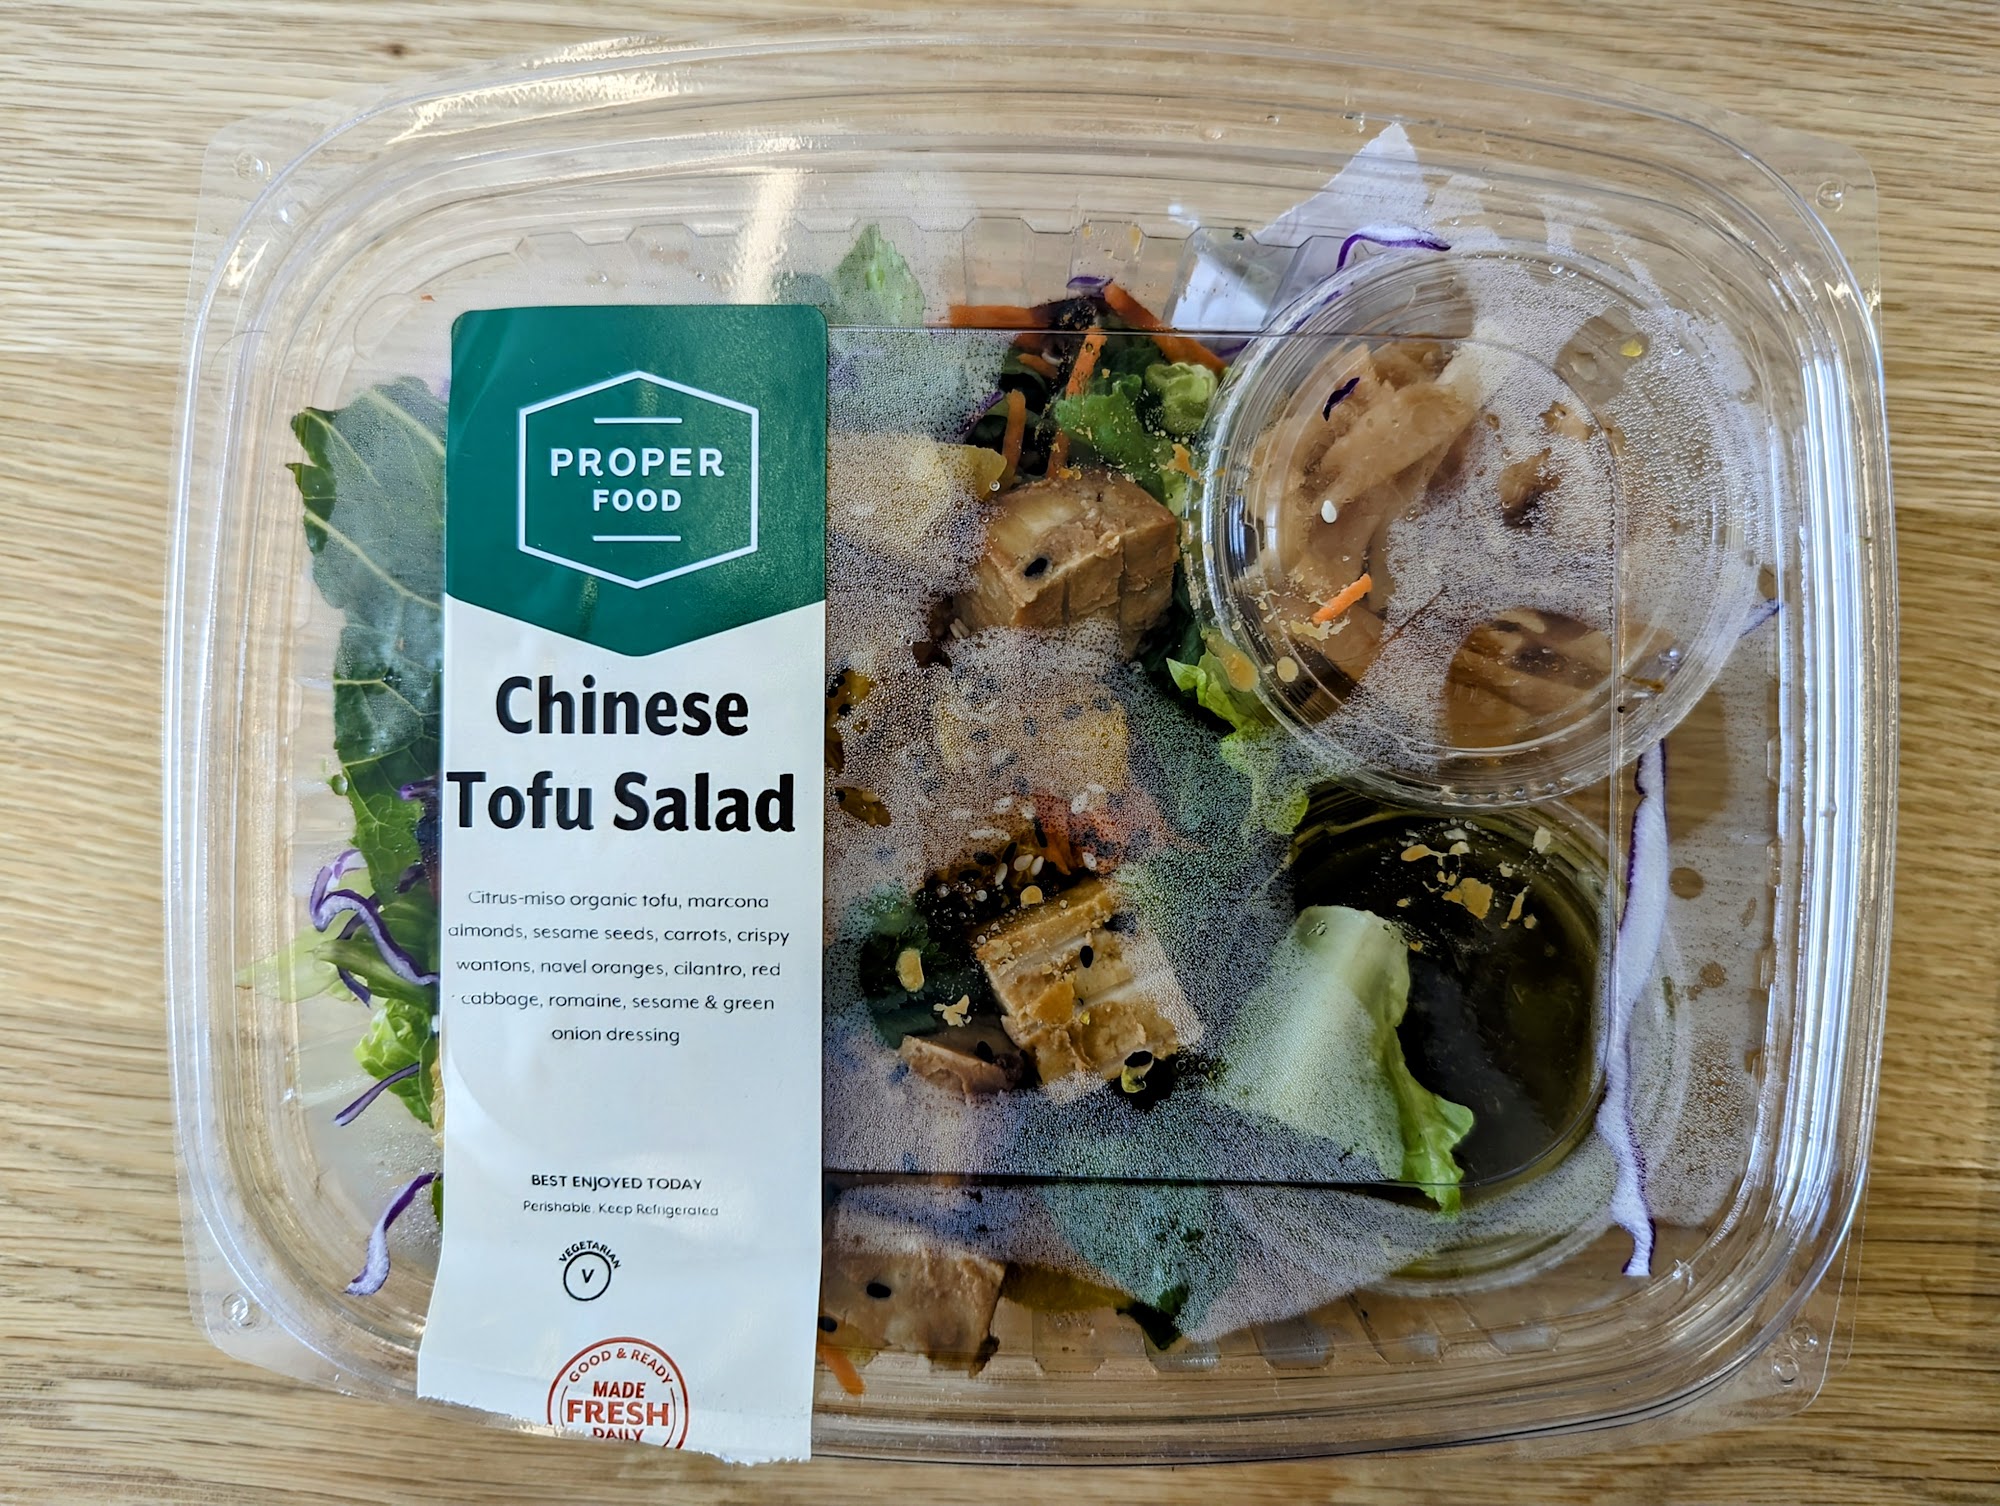 PROPER
FOOD
Chinese
Tofu Salad
Citrus-miso organic tofu, marcona
almonds, sesame seeds, carrots, crispy
wontons, navel oranges, cilantro, red
cabbage, romaine, sesame & green
onion dressing
BEST ENJOYED TODAY
Perishable. Keep Refrigerated
VEGETARIAN
V
GOOD & READY
MADE
FRESH
DAILY